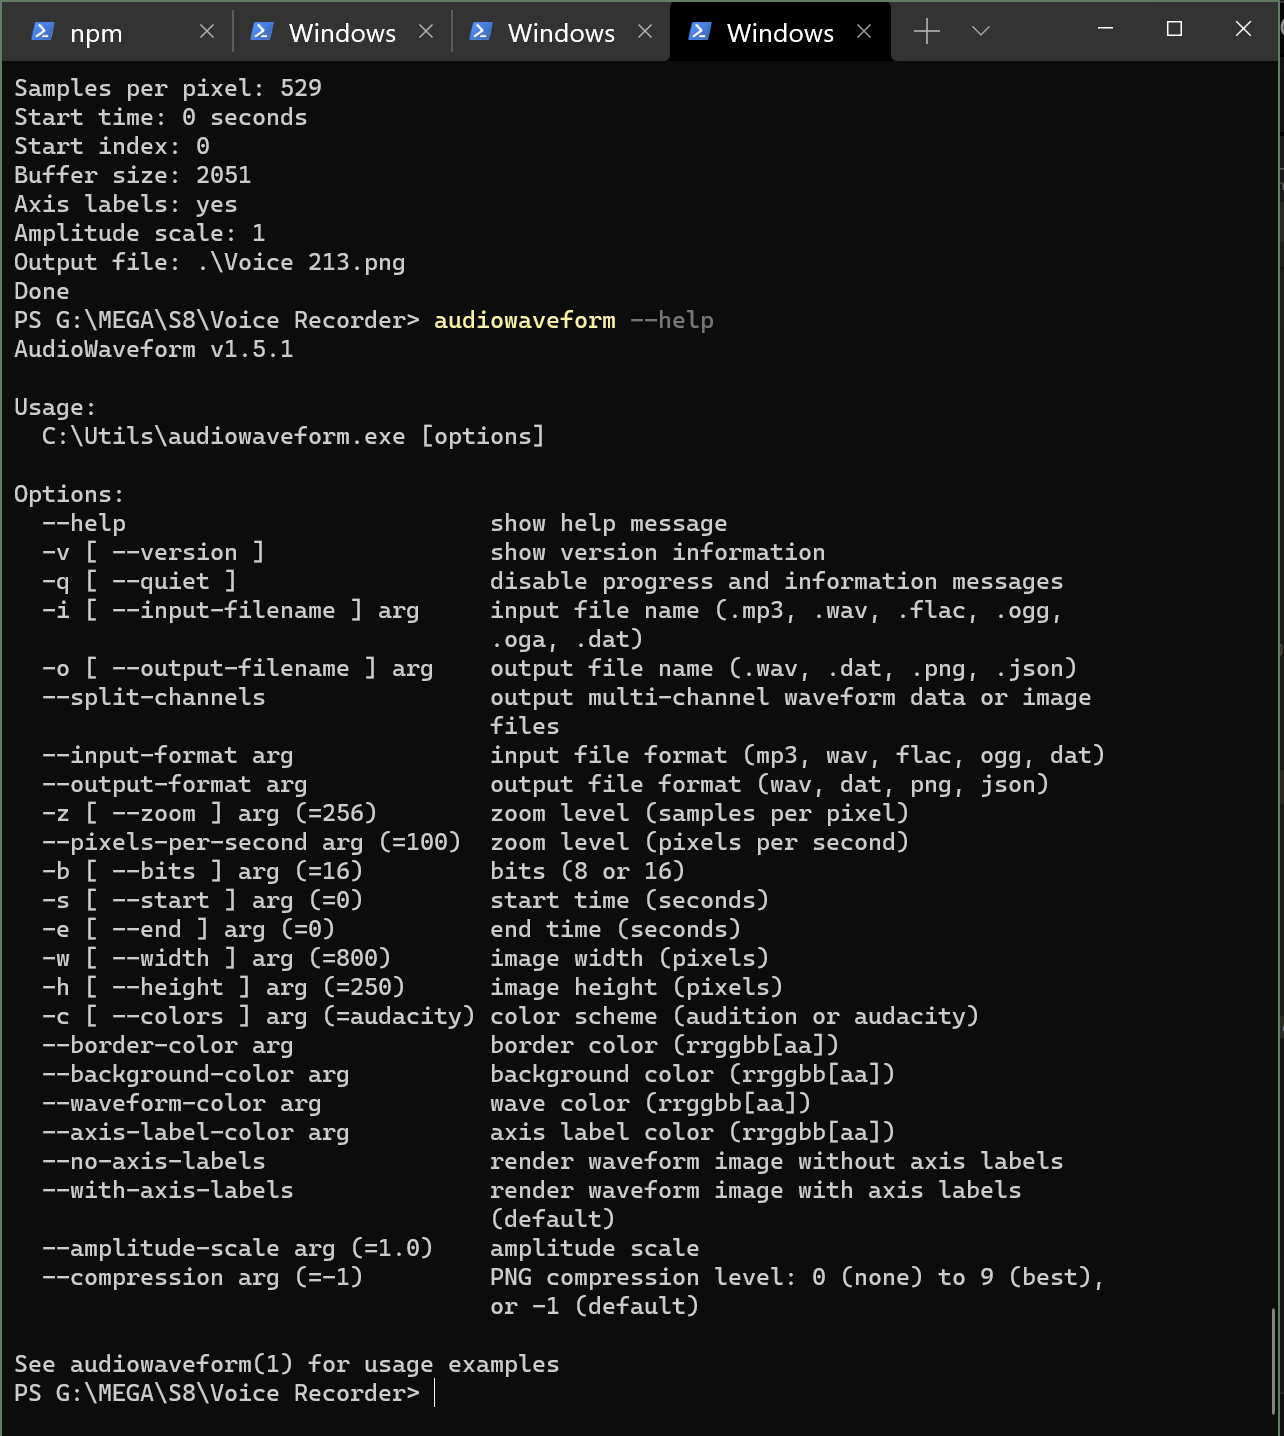 npm
Windows
Windows
Windows
Samples per pixel: 529
Start time: 0 seconds
Start index: 0
Buffer size: 2051
Axis labels: yes
Amplitude scale: 1
Output file: .\Voice 213.png
Done
PS G:\MEGA\S8\Voice Recorder> audiowaveform --help
AudioWaveform v1.5.1

Usage:
  C:\Utils\audiowaveform.exe [options]

Options:
  --help                          show help message
  -v [ --version ]                show version information
  -q [ --quiet ]                  disable progress and information messages
  -i [ --input-filename ] arg     input file name (.mp3, .wav, .flac, .ogg,
                                  .oga, .dat)
  -o [ --output-filename ] arg    output file name (.wav, .dat, .png, .json)
  --split-channels                output multi-channel waveform data or image
                                  files
  --input-format arg              input file format (mp3, wav, flac, ogg, dat)
  --output-format arg             output file format (wav, dat, png, json)
  -z [ --zoom ] arg (=256)        zoom level (samples per pixel)
  --pixels-per-second arg (=100)  zoom level (pixels per second)
  -b [ --bits ] arg (=16)         bits (8 or 16)
  -s [ --start ] arg (=0)         start time (seconds)
  -e [ --end ] arg (=0)           end time (seconds)
  -w [ --width ] arg (=800)       image width (pixels)
  -h [ --height ] arg (=250)      image height (pixels)
  -c [ --colors ] arg (=audacity) color scheme (audition or audacity)
  --border-color arg              border color (rrggbb[aa])
  --background-color arg          background color (rrggbb[aa])
  --waveform-color arg            wave color (rrggbb[aa])
  --axis-label-color arg          axis label color (rrggbb[aa])
  --no-axis-labels                render waveform image without axis labels
  --with-axis-labels              render waveform image with axis labels
                                  (default)
  --amplitude-scale arg (=1.0)    amplitude scale
  --compression arg (=-1)         PNG compression level: 0 (none) to 9 (best),
                                  or -1 (default)

See audiowaveform(1) for usage examples
PS G:\MEGA\S8\Voice Recorder>